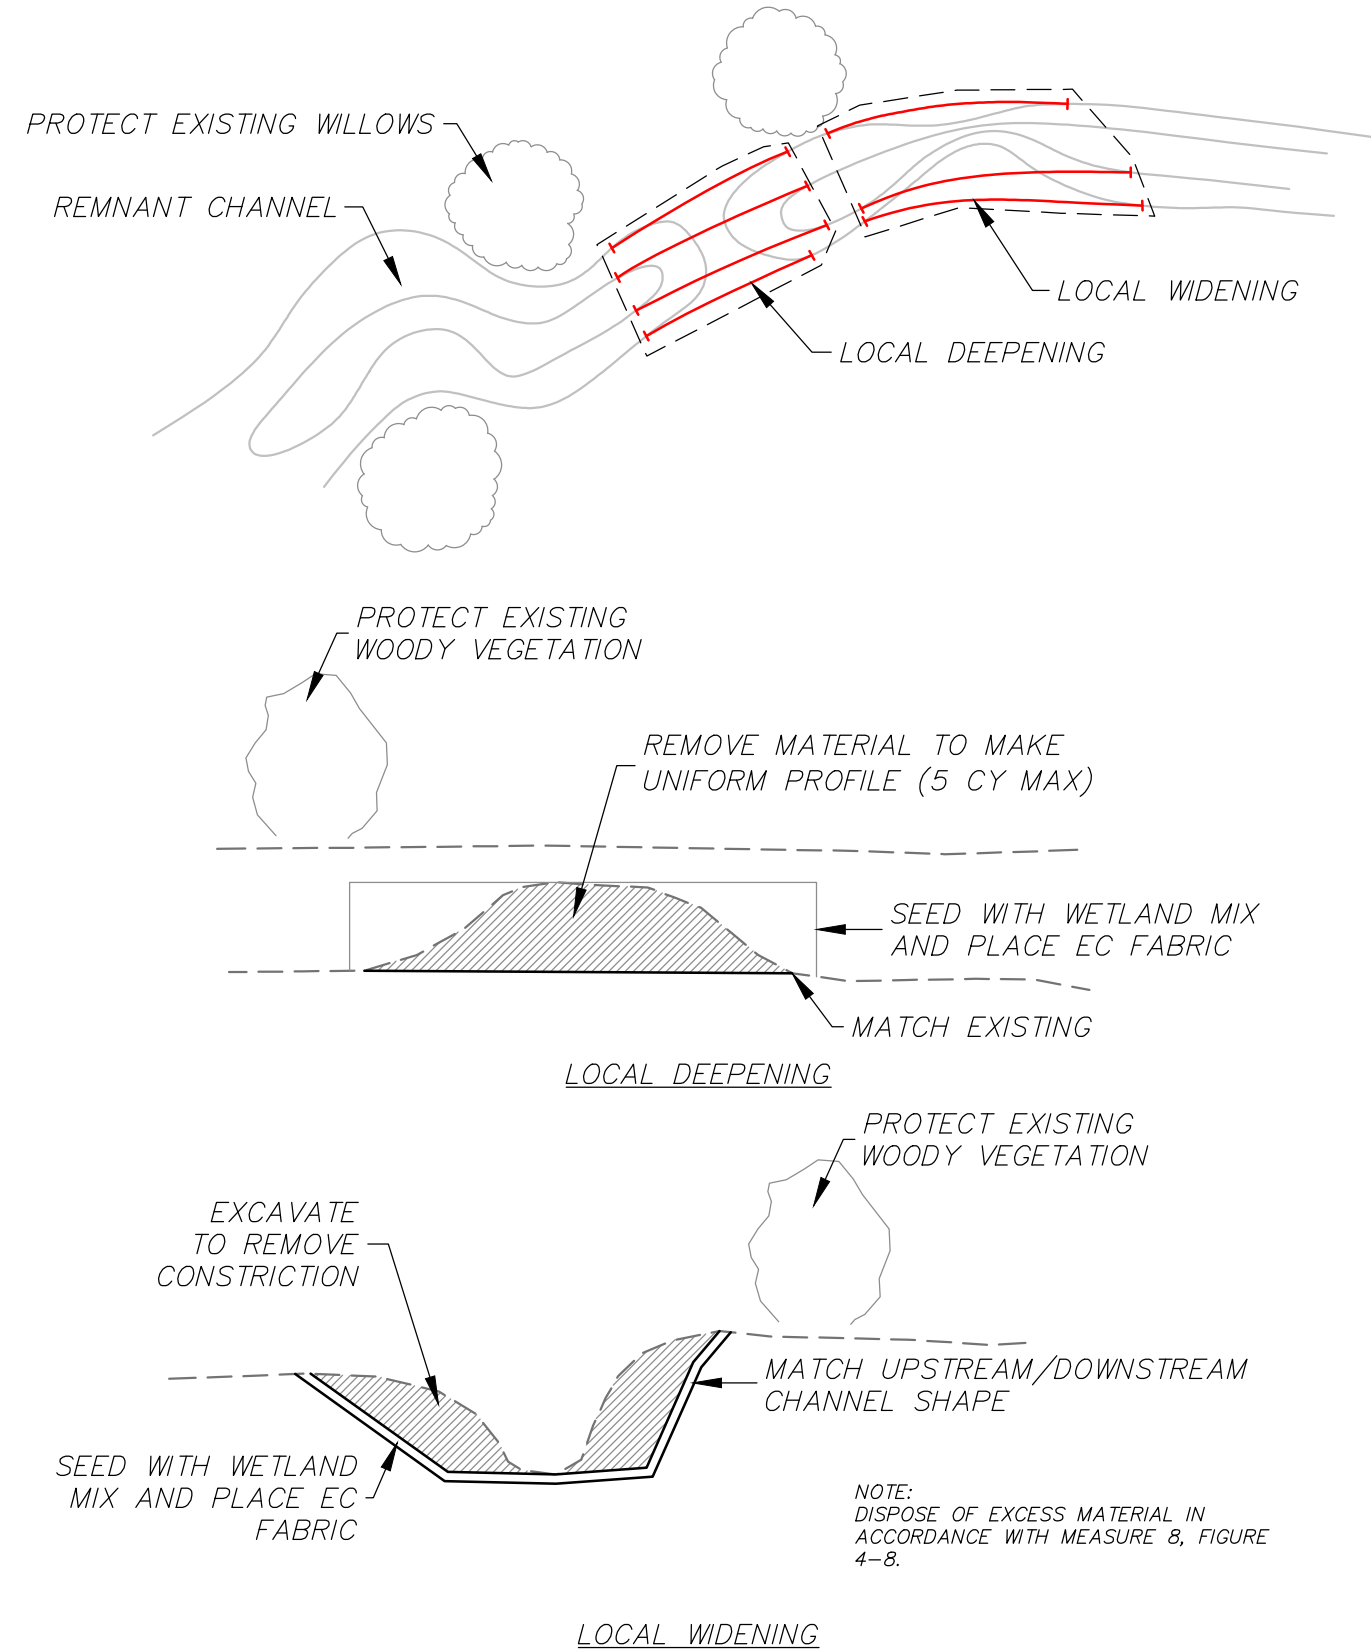 PROTECT EXISTING WILLOWS
REMNANT CHANNEL
LOCAL WIDENING
LOCAL DEEPENING
PROTECT EXISTING
WOODY VEGETATION
REMOVE MATERIAL TO MAKE
UNIFORM PROFILE (5 CY MAX)
SEED WITH WETLAND MIX
AND PLACE EC FABRIC
MATCH EXISTING
LOCAL DEEPENING
PROTECT EXISTING
WOODY VEGETATION
EXCAVATE
TO REMOVE
CONSTRICTION
MATCH UPSTREAM/DOWNSTREAM
CHANNEL SHAPE
SEED WITH WETLAND
MIX AND PLACE EC
FABRIC
NOTE:
DISPOSE OF EXCESS MATERIAL IN
ACCORDANCE WITH MEASURE 8, FIGURE
4-8.
LOCAL WIDENING